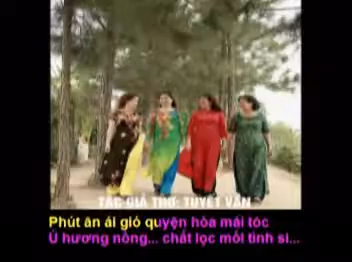 TÁC GIẢ THƠ: TUYẾT VÂN
Phút ân ái gió quyện hòa mái tóc
Ủ hương nồng... chắt lọc mối tình si...